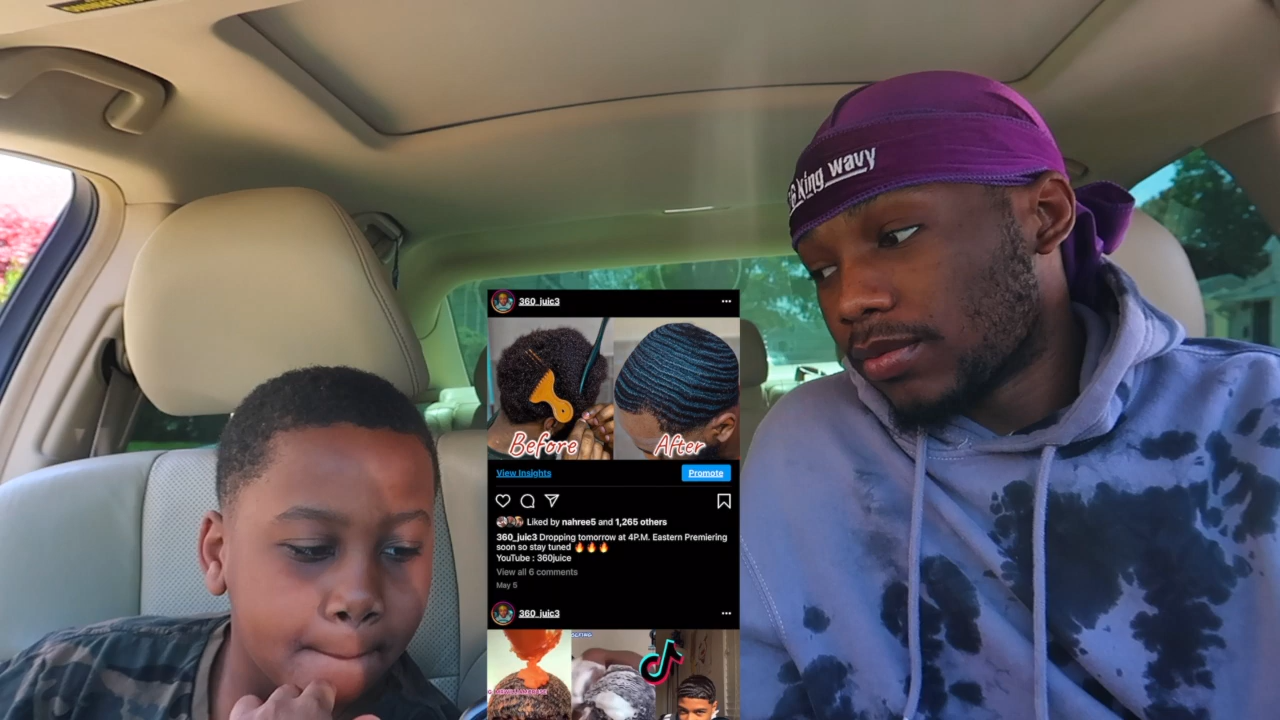 king wavy
360_juic3
Before
After
View Insights
Promote
Liked by nahree5 and 1,265 others
360_juic3 Dropping tomorrow at 4P.M. Eastern Premiering
soon so stay tuned 🔥🔥🔥
YouTube : 360juice
View all 6 comments
May 5
360_juic3